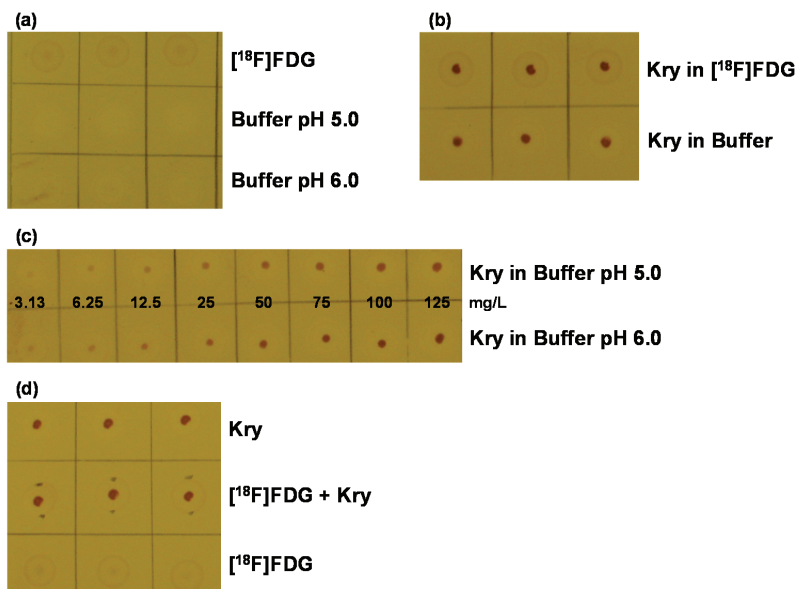 (a)
[¹⁸F]FDG
Buffer pH 5.0
Buffer pH 6.0
(b)
Kry in [¹⁸F]FDG
Kry in Buffer
(c)
Kry in Buffer pH 5.0
3.13 6.25 12.5 25 50 75 100 125 mg/L
Kry in Buffer pH 6.0
(d)
Kry
[¹⁸F]FDG + Kry
[¹⁸F]FDG